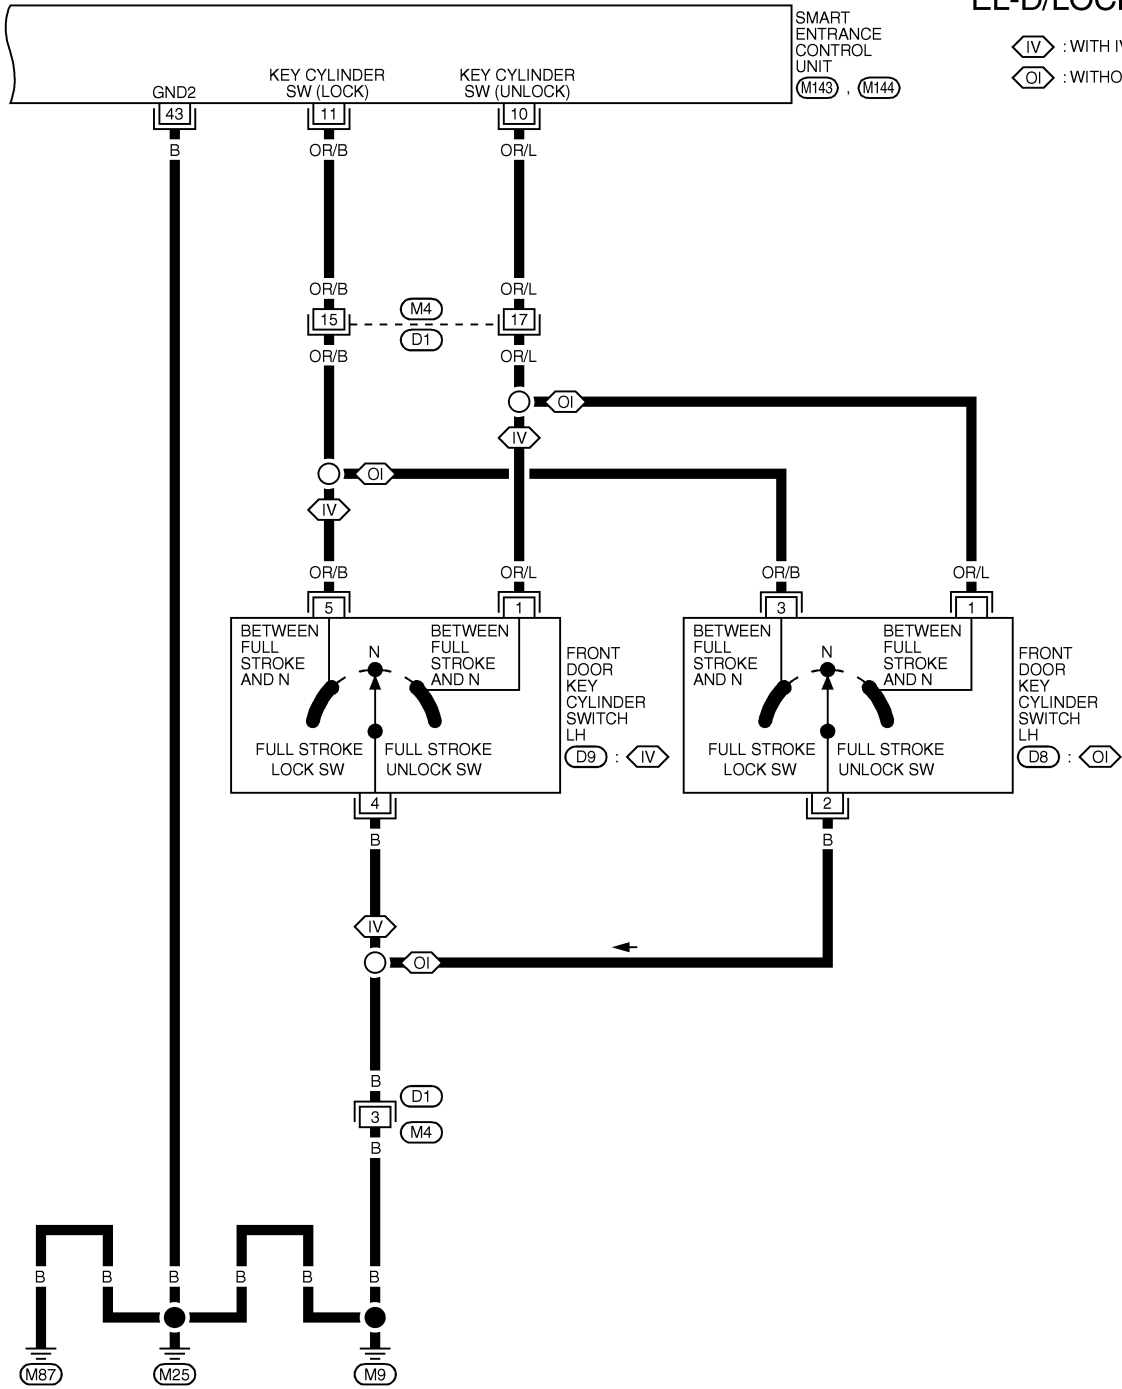 EL-D/LOCK
IV : WITH IV
OI : WITHO
SMART
ENTRANCE
CONTROL
UNIT
M143 , M144
GND2
KEY CYLINDER
SW (LOCK)
KEY CYLINDER
SW (UNLOCK)
43
11
10
B
OR/B
OR/L
OR/B
OR/L
15
M4
17
D1
OR/B
OR/L
OI
IV
OI
IV
OR/B
OR/L
OR/B
OR/L
5
1
3
1
BETWEEN
FULL
STROKE
AND N
N
BETWEEN
FULL
STROKE
AND N
FULL STROKE
LOCK SW
FULL STROKE
UNLOCK SW
FRONT
DOOR
KEY
CYLINDER
SWITCH
LH
D9 : IV
BETWEEN
FULL
STROKE
AND N
N
BETWEEN
FULL
STROKE
AND N
FULL STROKE
LOCK SW
FULL STROKE
UNLOCK SW
FRONT
DOOR
KEY
CYLINDER
SWITCH
LH
D8 : OI
4
2
B
B
IV
OI
B
D1
3
M4
B
B
B
B
B
B
B
M87
M25
M9